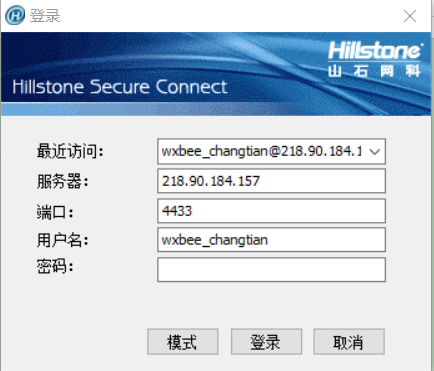 登录
Hillstone
山石网科
Hillstone Secure Connect
最近访问: wxbee_changtian@218.90.184.1
服务器: 218.90.184.157
端口: 4433
用户名: wxbee_changtian
密码:
模式 登录 取消